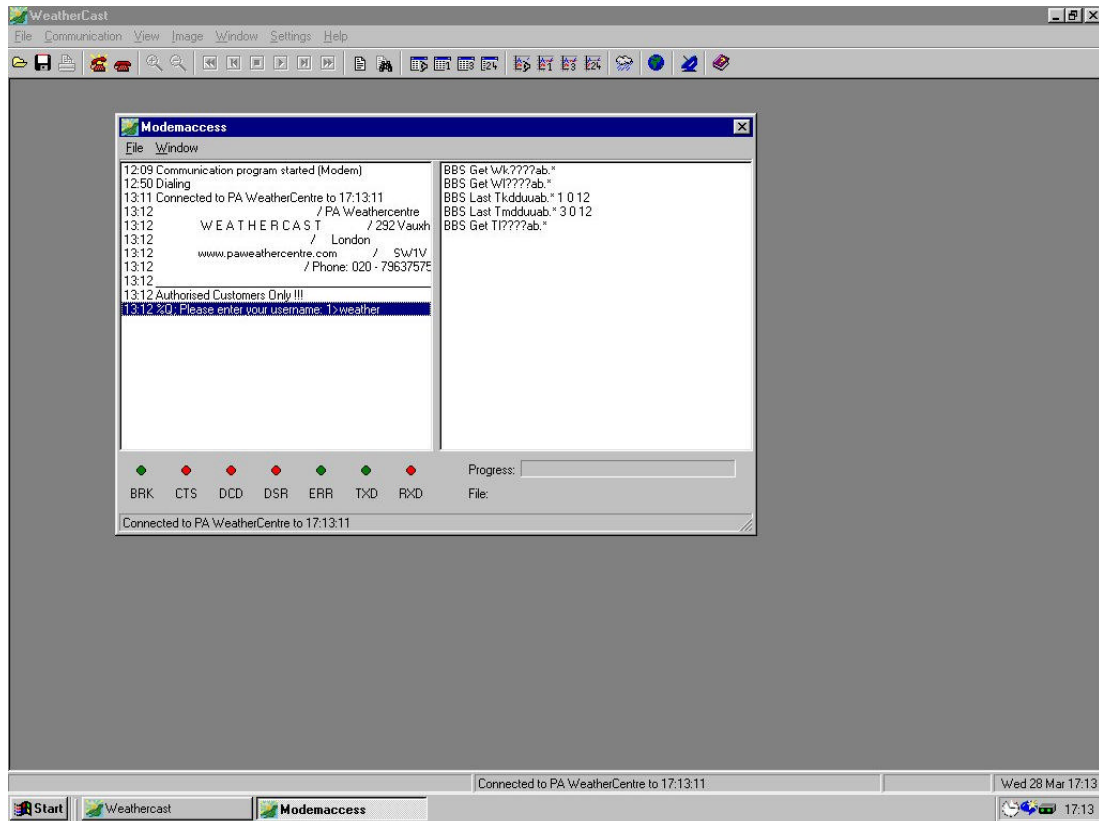 WeatherCast
File Communication View Image Window Settings Help
Modemaccess
File Window
12:09 Communication program started (Modem)
12:50 Dialing
13:11 Connected to PA WeatherCentre to 17:13:11
13:12 / PA Weathercentre
13:12 W E A T H E R C A S T / 292 Vauxh
13:12 / London
13:12 www.paweathercentre.com / SW1V
13:12 / Phone: 020 - 79637575
13:12
13:12 Authorised Customers Only !!!
13:12 %Q: Please enter your username: 1>weather
BBS Get Wk????ab.*
BBS Get Wl????ab.*
BBS Last Tkdduuab.* 1 0 12
BBS Last Tmdduuab.* 3 0 12
BBS Get Tl????ab.*
BRK CTS DCD DSR ERR TXD RXD
Progress:
File:
Connected to PA WeatherCentre to 17:13:11
Connected to PA WeatherCentre to 17:13:11 Wed 28 Mar 17:13
Start Weathercast Modemaccess 17:13